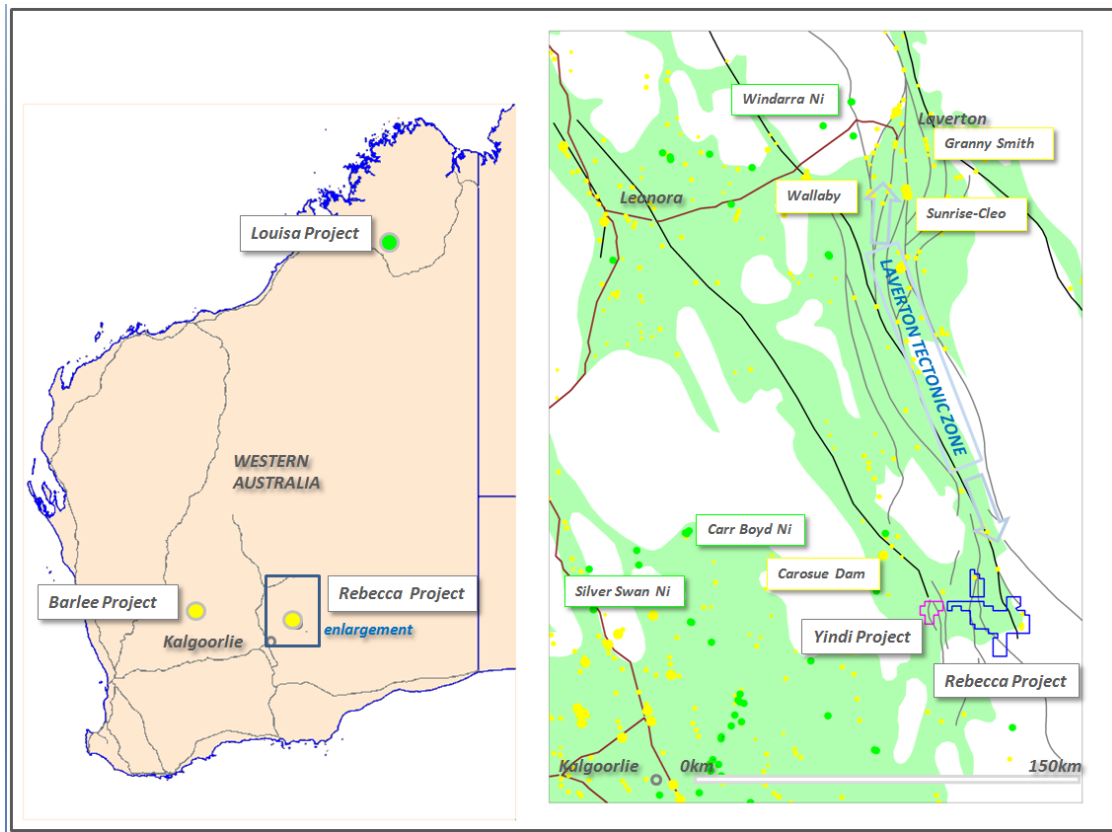 Louisa Project
WESTERN
AUSTRALIA
Barlee Project
Rebecca Project
enlargement
Kalgoorlie
Windarra Ni
Laverton
Granny Smith
Leonora
Wallaby
Sunrise-Cleo
LAVERTON TECTONIC ZONE
Carr Boyd Ni
Carosue Dam
Silver Swan Ni
Yindi Project
Rebecca Project
Kalgoorlie
0km
150km